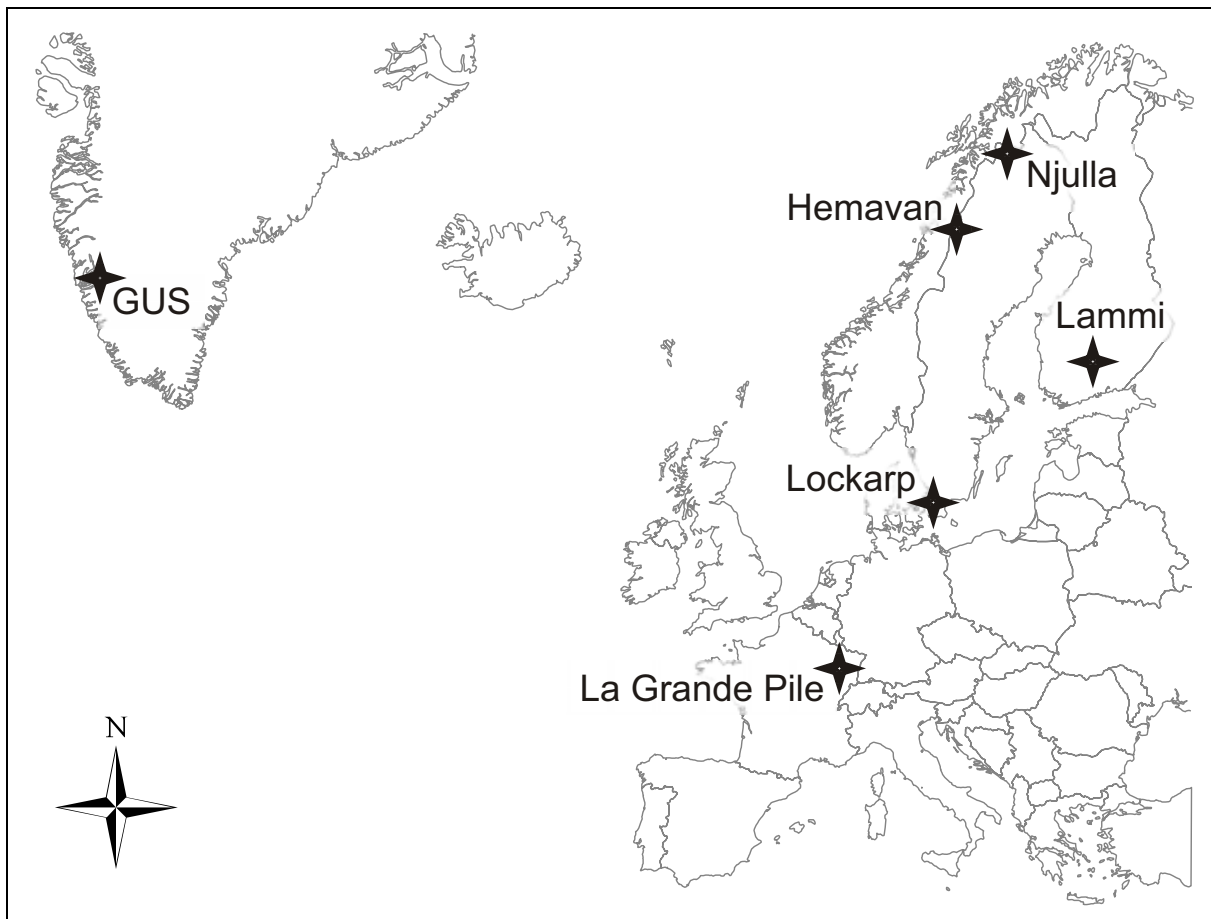 Njulla
Hemavan
GUS
Lammi
Lockarp
La Grande Pile
N